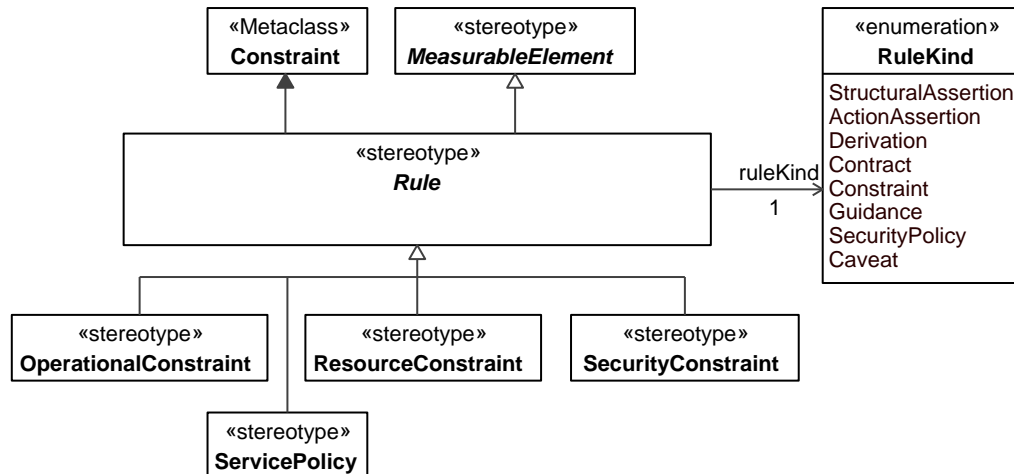 «Metaclass»
Constraint
«stereotype»
MeasurableElement
«enumeration»
RuleKind
StructuralAssertion
ActionAssertion
Derivation
Contract
Constraint
Guidance
SecurityPolicy
Caveat
«stereotype»
Rule
ruleKind
1
«stereotype»
OperationalConstraint
«stereotype»
ResourceConstraint
«stereotype»
SecurityConstraint
«stereotype»
ServicePolicy